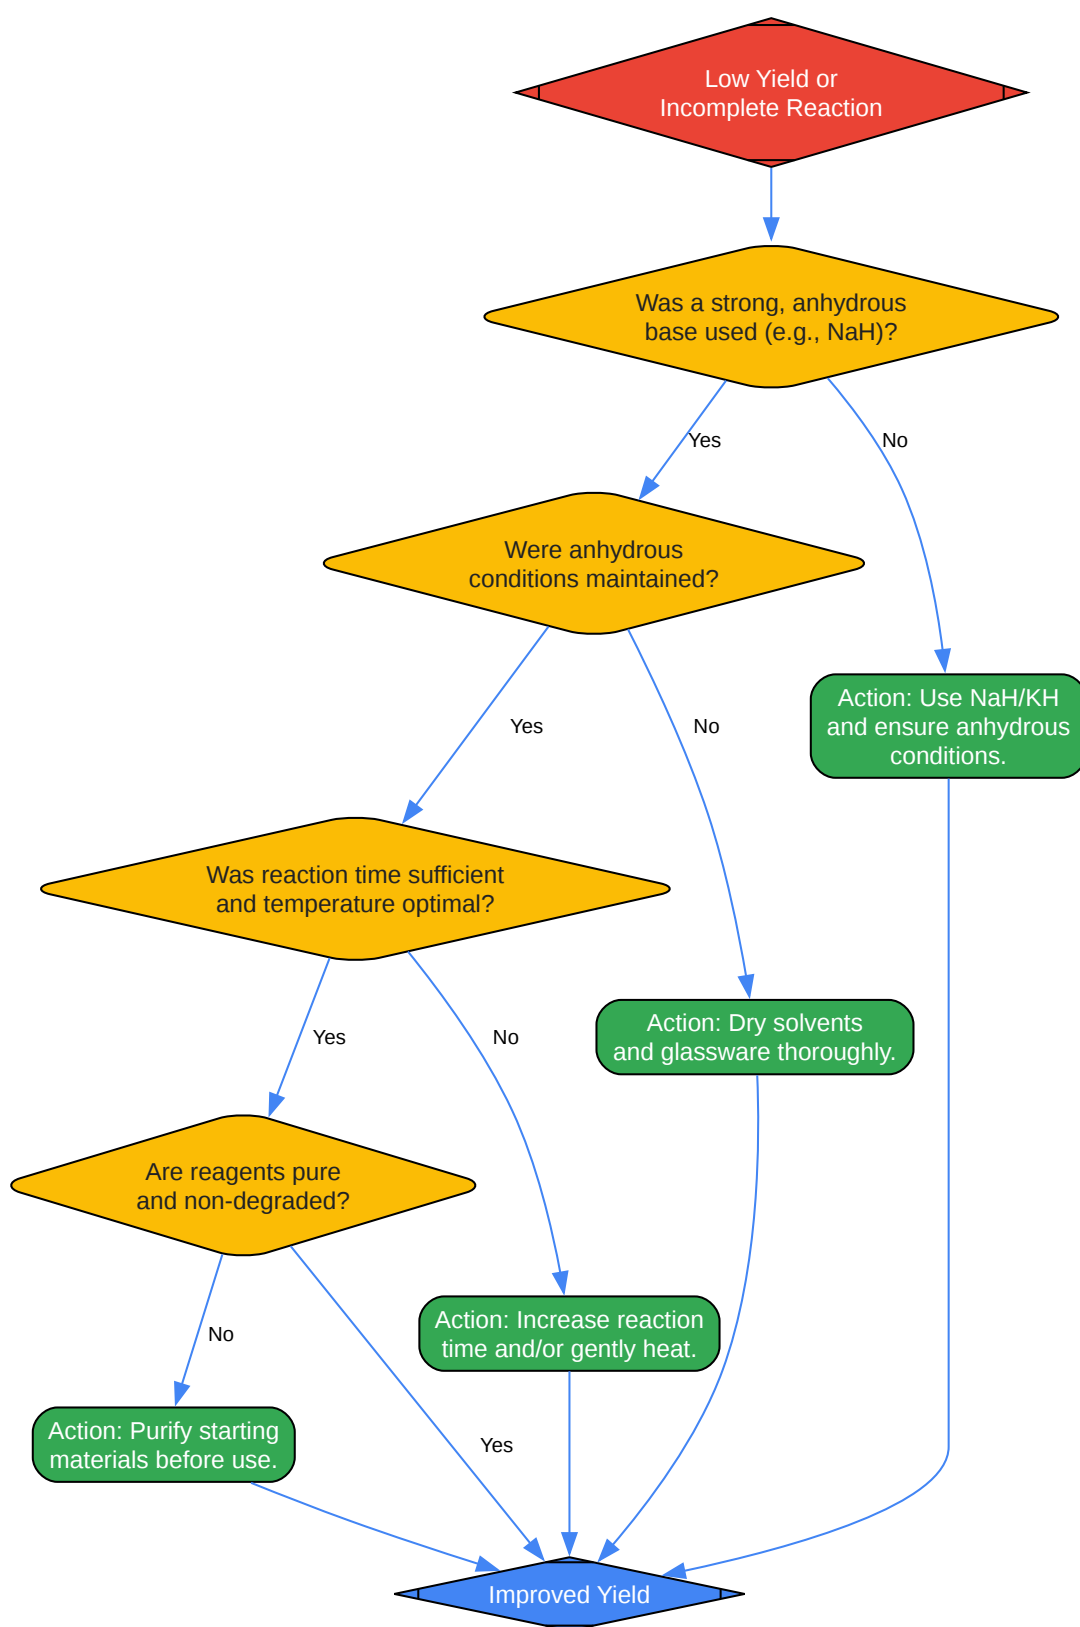 Low Yield or
Incomplete Reaction
Was a strong, anhydrous
base used (e.g., NaH)?
Yes
No
Were anhydrous
conditions maintained?
Action: Use NaH/KH
and ensure anhydrous
conditions.
Yes
No
Was reaction time sufficient
and temperature optimal?
Action: Dry solvents
and glassware thoroughly.
Yes
No
Are reagents pure
and non-degraded?
Action: Increase reaction
time and/or gently heat.
No
Action: Purify starting
materials before use.
Yes
Improved Yield